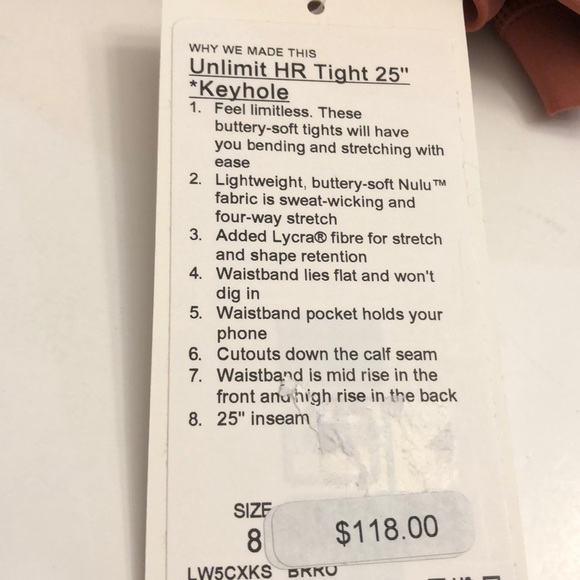 WHY WE MADE THIS
Unlimit HR Tight 25"
*Keyhole
1. Feel limitless. These
buttery-soft tights will have
you bending and stretching with
ease
2. Lightweight, buttery-soft Nulu™
fabric is sweat-wicking and
four-way stretch
3. Added Lycra® fibre for stretch
and shape retention
4. Waistband lies flat and won't
dig in
5. Waistband pocket holds your
phone
6. Cutouts down the calf seam
7. Waistband is mid rise in the
front and high rise in the back
8. 25" inseam
SIZE
8
$118.00
LW5CXKS BRRU